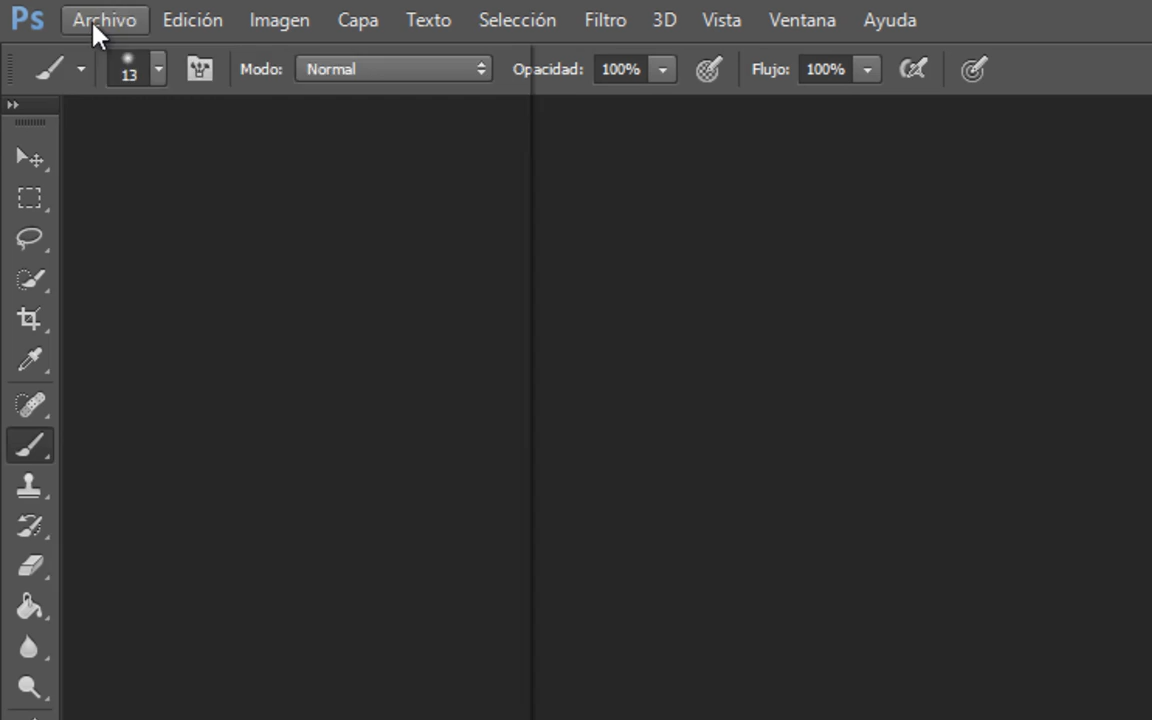 Ps Archivo Edición Imagen Capa Texto Selección Filtro 3D Vista Ventana Ayuda
13 Modo: Normal Opacidad: 100% Flujo: 100%